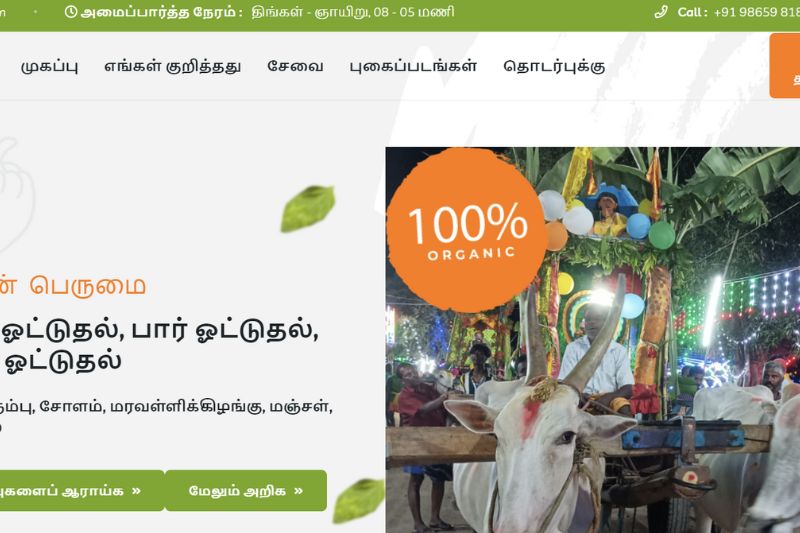 அமைப்பார்த்த நேரம் : திங்கள் - ஞாயிறு, 08 - 05 மணி
Call : +91 98659 818
முகப்பு எங்கள் குறித்தது சேவை புகைப்படங்கள் தொடர்புக்கு
100%
ORGANIC
பெருமை
ஓட்டுதல், பார் ஓட்டுதல்,
ஓட்டுதல்
சோளம், மரவள்ளிக்கிழங்கு, மஞ்சள்,
களைப் ஆராய்க »
மேலும் அறிக »